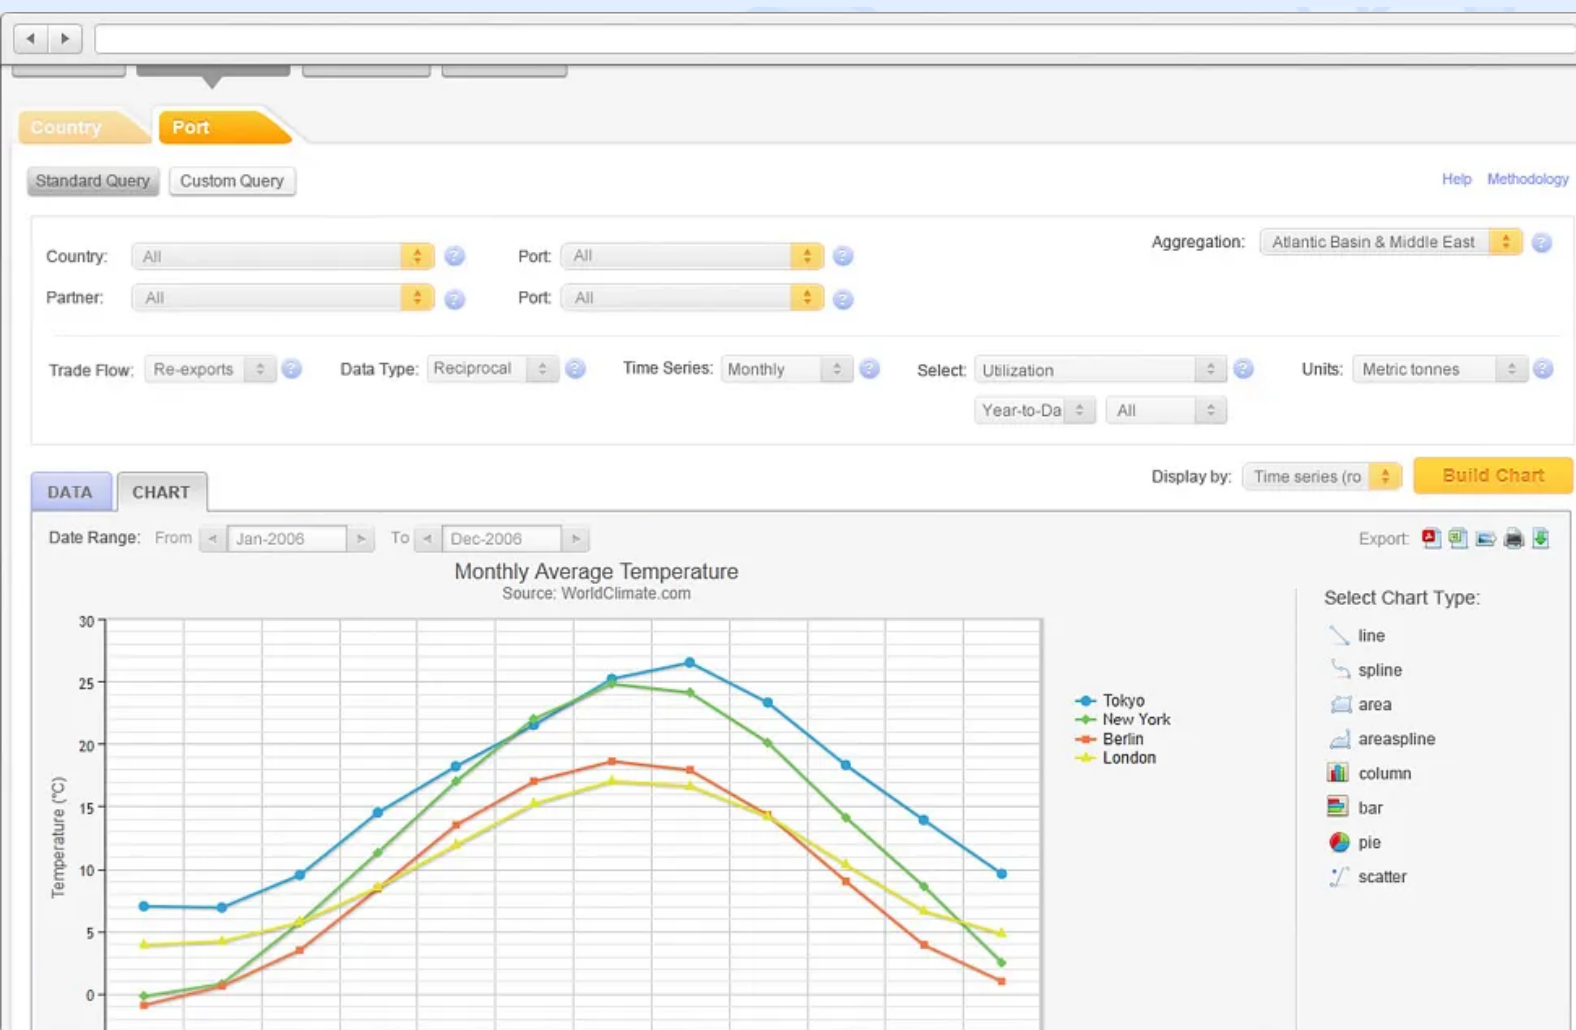 Country Port
Standard Query Custom Query Help Methodology
Country: All Port: All Aggregation: Atlantic Basin & Middle East
Partner: All Port: All
Trade Flow: Re-exports Data Type: Reciprocal Time Series: Monthly Select: Utilization Units: Metric tonnes
Year-to-Da All
DATA CHART Display by: Time series (ro Build Chart
Date Range: From Jan-2006 To Dec-2006 Export:
Monthly Average Temperature
Source: WorldClimate.com
Select Chart Type:
line
spline
area
areaspline
column
bar
pie
scatter
Tokyo
New York
Berlin
London
Temperature (°C)
30
25
20
15
10
5
0